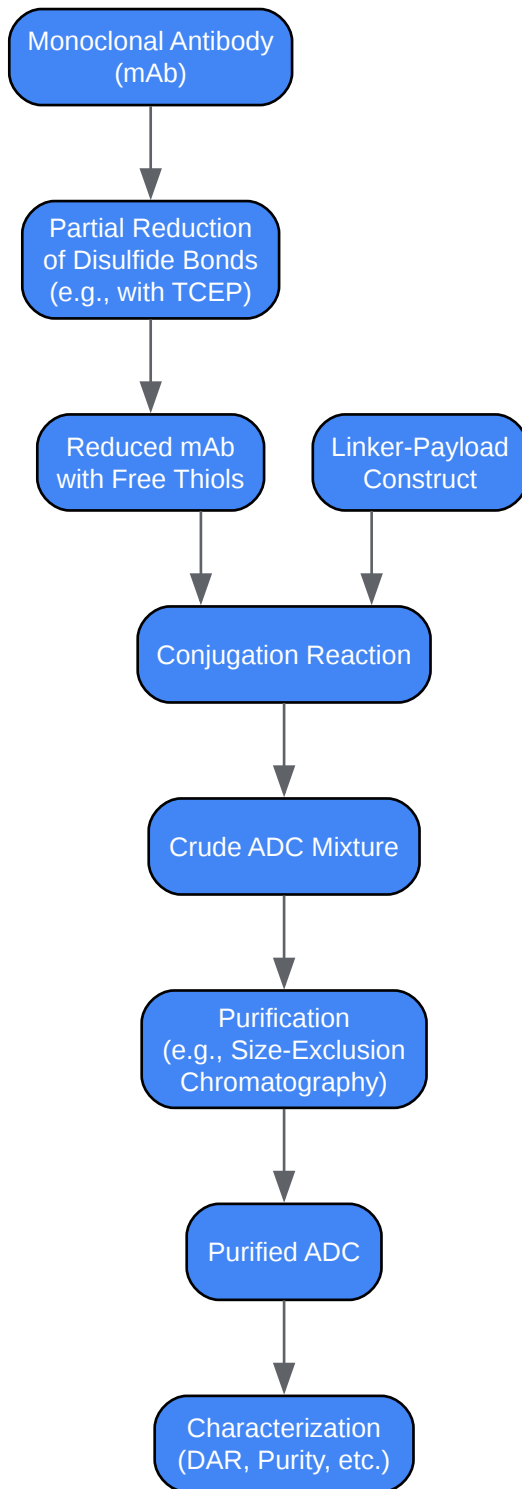 Monoclonal Antibody
(mAb)
Partial Reduction
of Disulfide Bonds
(e.g., with TCEP)
Reduced mAb
with Free Thiols
Linker-Payload
Construct
Conjugation Reaction
Crude ADC Mixture
Purification
(e.g., Size-Exclusion
Chromatography)
Purified ADC
Characterization
(DAR, Purity, etc.)